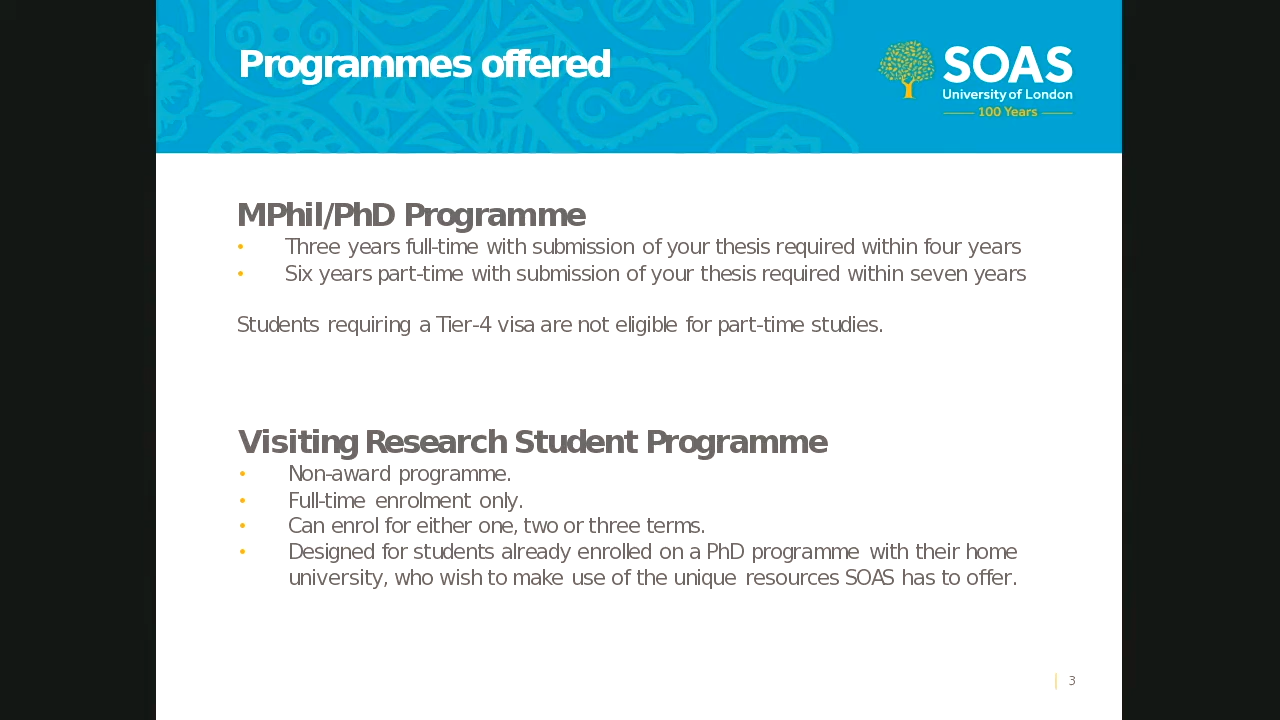 Programmes offered
SOAS
University of London
100 Years
MPhil/PhD Programme
• Three years full-time with submission of your thesis required within four years
• Six years part-time with submission of your thesis required within seven years
Students requiring a Tier-4 visa are not eligible for part-time studies.
Visiting Research Student Programme
• Non-award programme.
• Full-time enrolment only.
• Can enrol for either one, two or three terms.
• Designed for students already enrolled on a PhD programme with their home
university, who wish to make use of the unique resources SOAS has to offer.
3